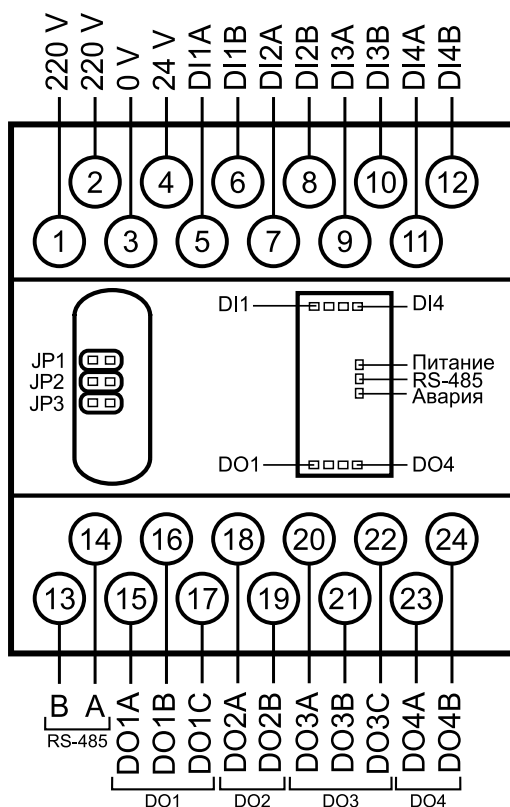 220 V
220 V
0 V
24 V
DI1A
DI1B
DI2A
DI2B
DI3A
DI3B
DI4A
DI4B
2 4 6 8 10 12
1 3 5 7 9 11
DI1 DI4
JP1
JP2
JP3
Питание
RS-485
Авария
DO1 DO4
14 16 18 20 22 24
13 15 17 19 21 23
B A
RS-485
DO1A
DO1B
DO1C
DO2A
DO2B
DO3A
DO3B
DO3C
DO4A
DO4B
DO1 DO2 DO3 DO4